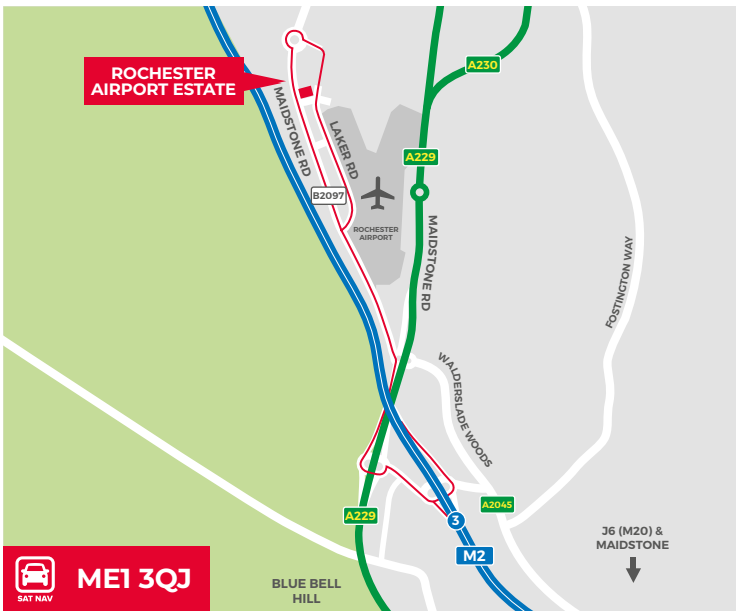 A230
ROCHESTER
AIRPORT ESTATE
MAIDSTONE RD
LAKER RD
A229
B2097
ROCHESTER
AIRPORT
MAIDSTONE RD
FOSTINGTON WAY
WALDERSLADE WOODS
A2045
A229
3
J6 (M20) &
MAIDSTONE
M2
SAT NAV
ME1 3QJ
BLUE BELL
HILL